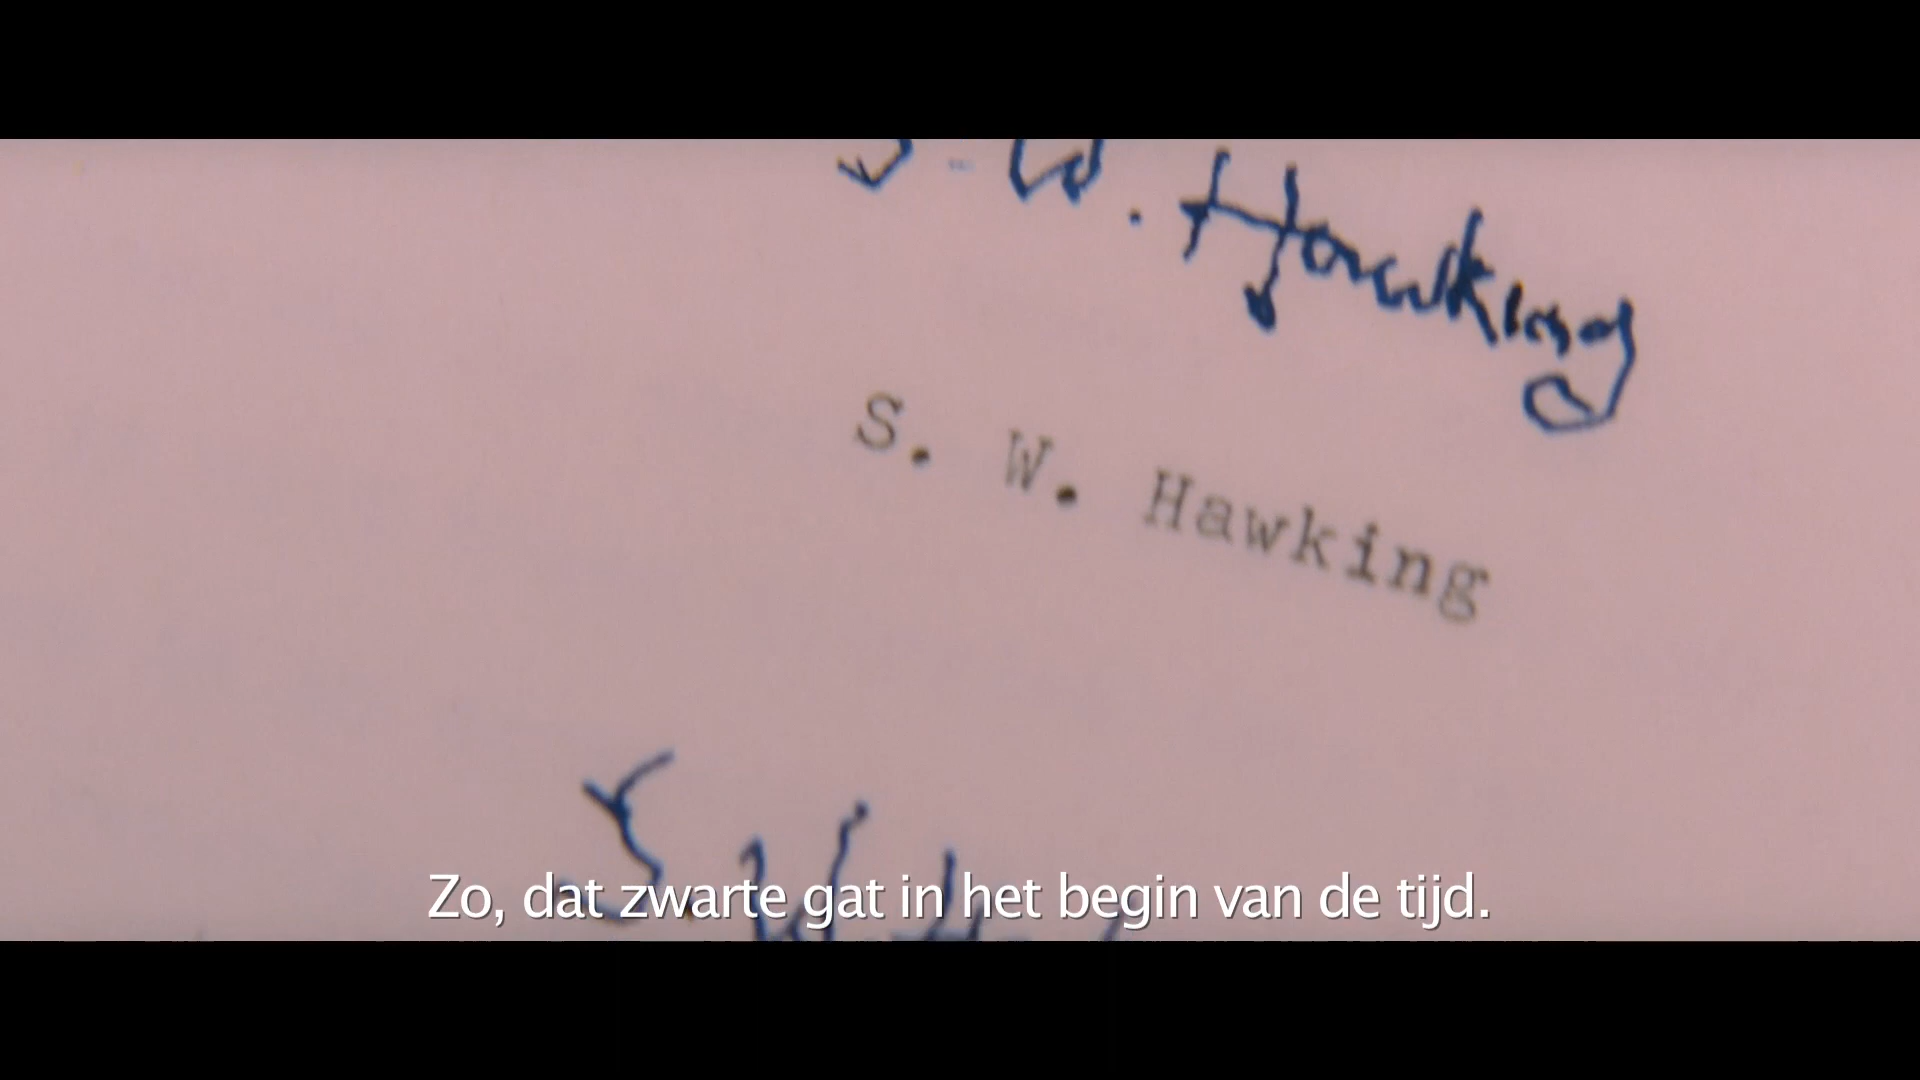 S. W. Hawking
S. W. Hawking
Zo, dat zwarte gat in het begin van de tijd.